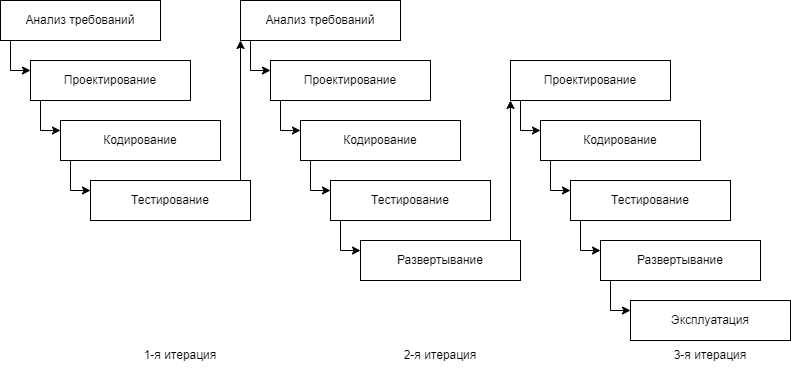 Анализ требований
Проектирование
Кодирование
Тестирование
Анализ требований
Проектирование
Кодирование
Тестирование
Развертывание
Проектирование
Кодирование
Тестирование
Развертывание
Эксплуатация
1-я итерация
2-я итерация
3-я итерация